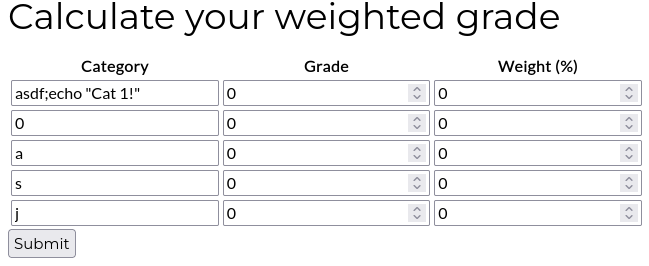 Calculate your weighted grade
Category Grade Weight (%)
asdf;echo "Cat 1!" 0 0
0 0 0
a 0 0
s 0 0
j 0 0
Submit